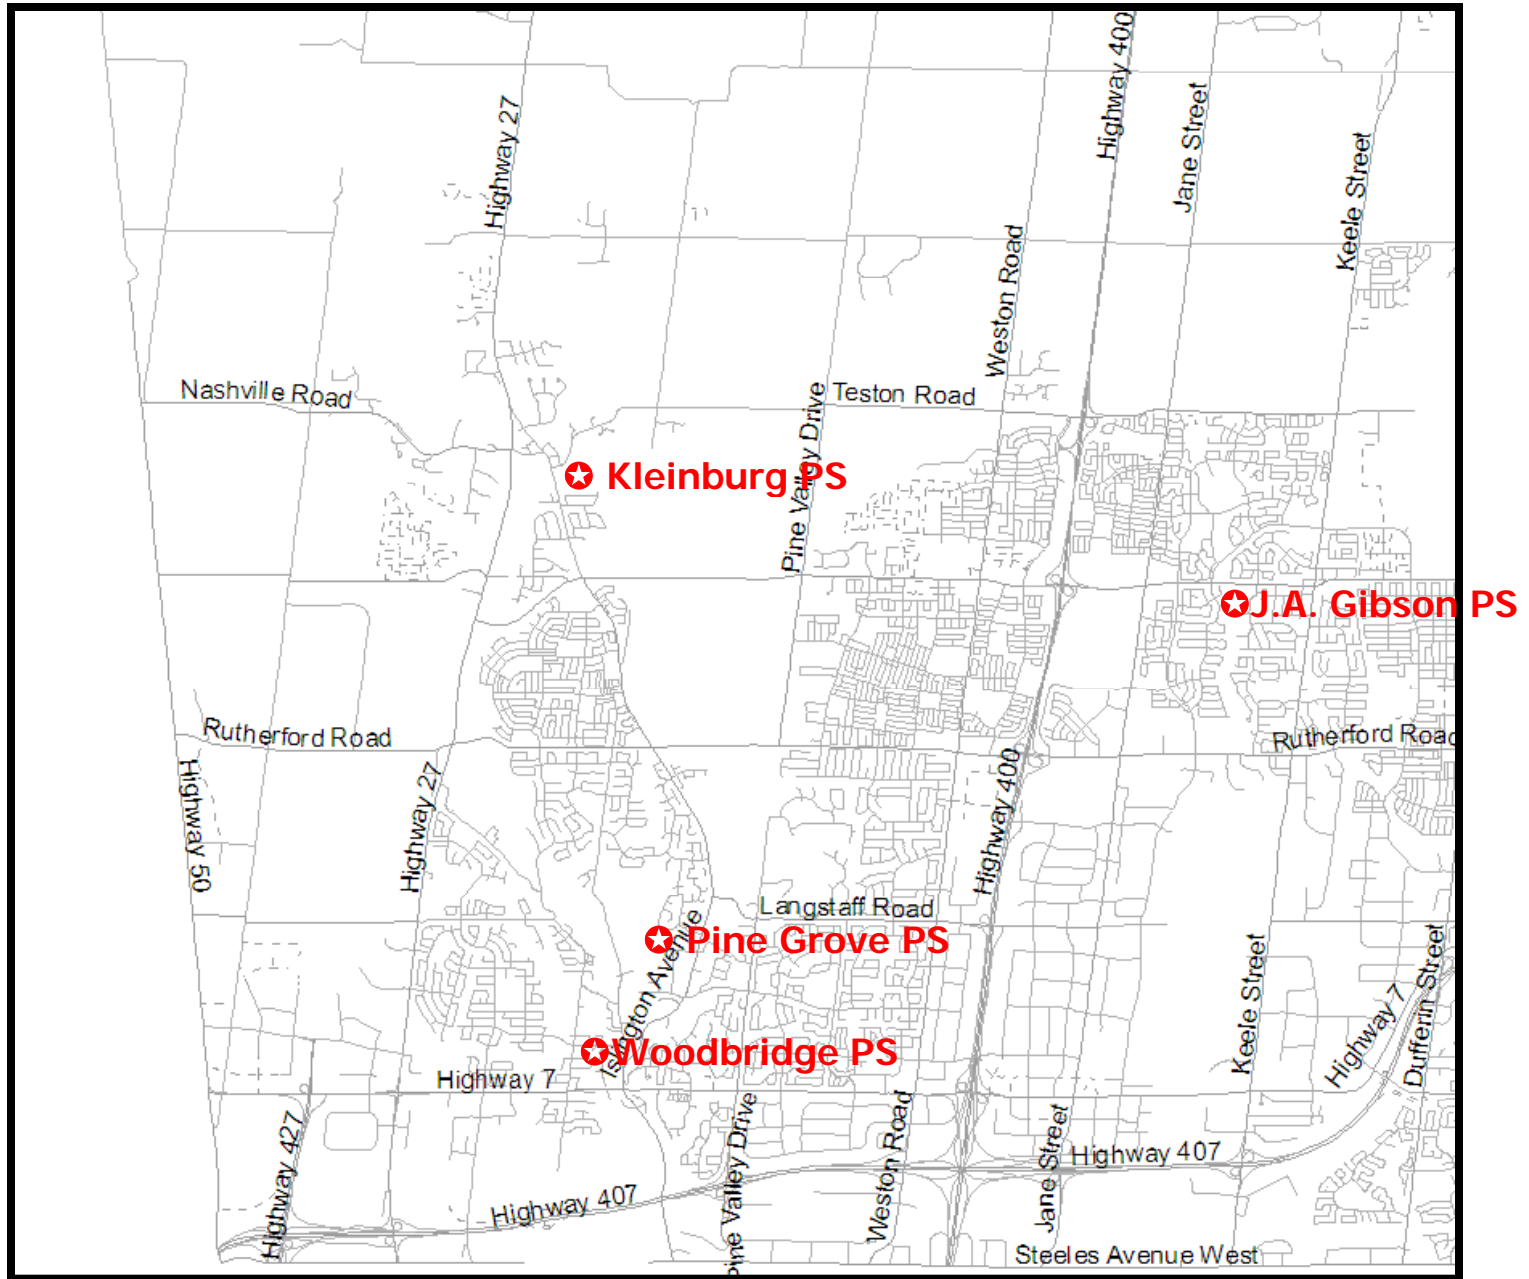 Highway 400
Highway 27
Jane Street
Keele Street
Weston Road
Nashville Road
Pine Valley Drive
Teston Road
Kleinburg PS
J.A. Gibson PS
Rutherford Road
Rutherford Road
Highway 50
Highway 27
Highway 400
Langstaff Road
Islington Avenue
Pine Grove PS
Keele Street
Highway 7
Dufferin Street
Woodbridge PS
Highway 7
Highway 427
Pine Valley Drive
Weston Road
Jane Street
Highway 407
Highway 407
Steeles Avenue West